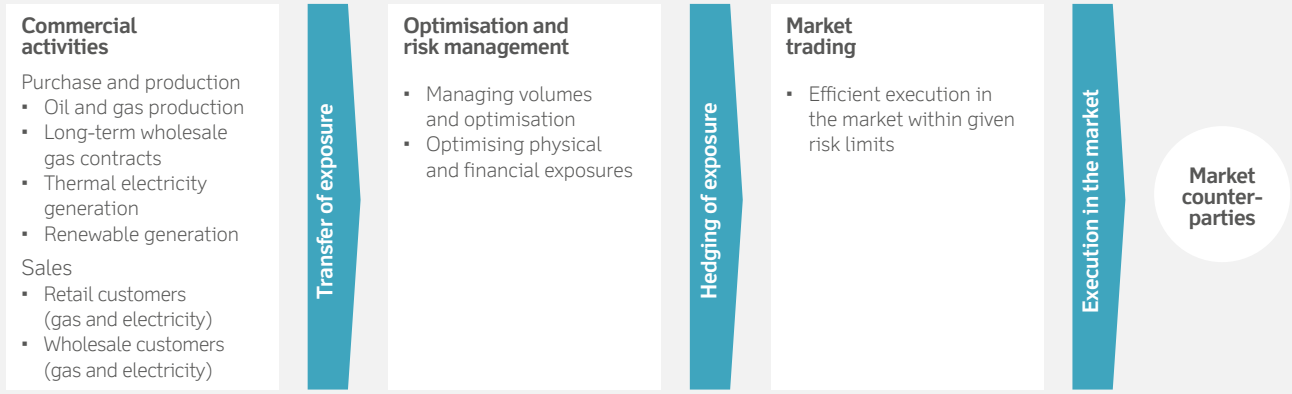 Commercial
activities
Purchase and production
▪ Oil and gas production
▪ Long-term wholesale
gas contracts
▪ Thermal electricity
generation
▪ Renewable generation
Sales
▪ Retail customers
(gas and electricity)
▪ Wholesale customers
(gas and electricity)
Transfer of exposure
Optimisation and
risk management
▪ Managing volumes
and optimisation
▪ Optimising physical
and financial exposures
Hedging of exposure
Market
trading
▪ Efficient execution in
the market within given
risk limits
Execution in the market
Market
counter-
parties